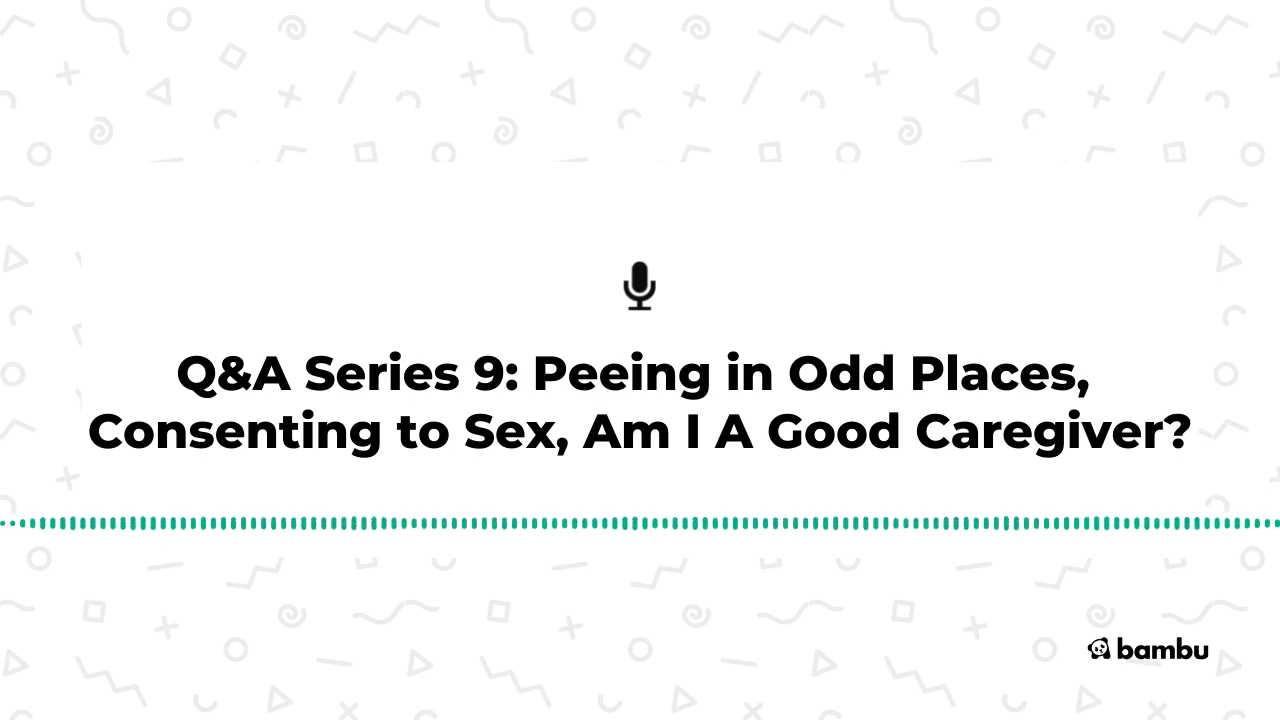 Q&A Series 9: Peeing in Odd Places,
Consenting to Sex, Am I A Good Caregiver?
bambu